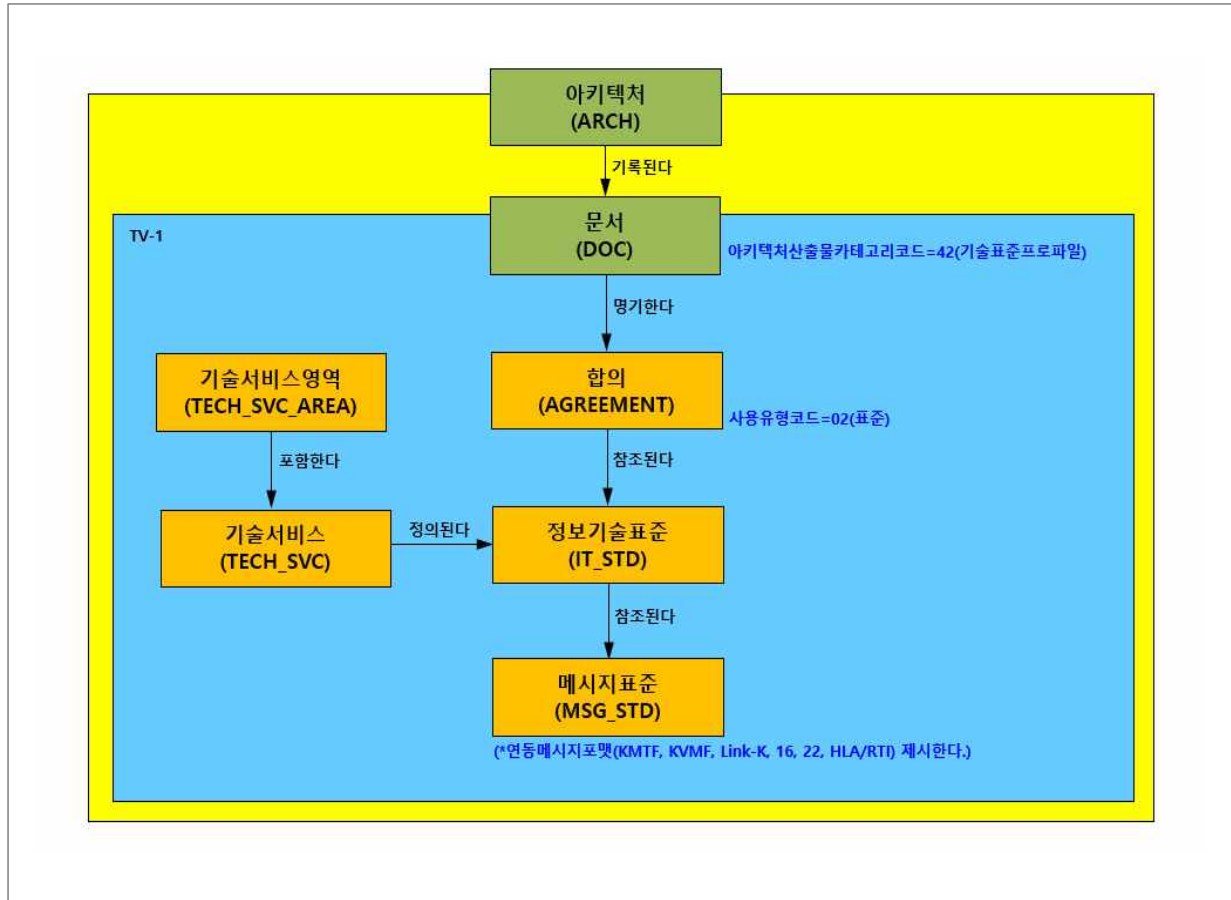 아키텍처
(ARCH)
기록된다
TV-1
문서
(DOC)
아키텍처산출물카테고리코드=42(기술표준프로파일)
명기한다
기술서비스영역
(TECH_SVC_AREA)
합의
(AGREEMENT)
사용유형코드=02(표준)
포함한다
참조된다
기술서비스
(TECH_SVC)
정의된다
정보기술표준
(IT_STD)
참조된다
메시지표준
(MSG_STD)
(*연동메시지포맷(KMTF, KVMF, Link-K, 16, 22, HLA/RTI) 제시한다.)